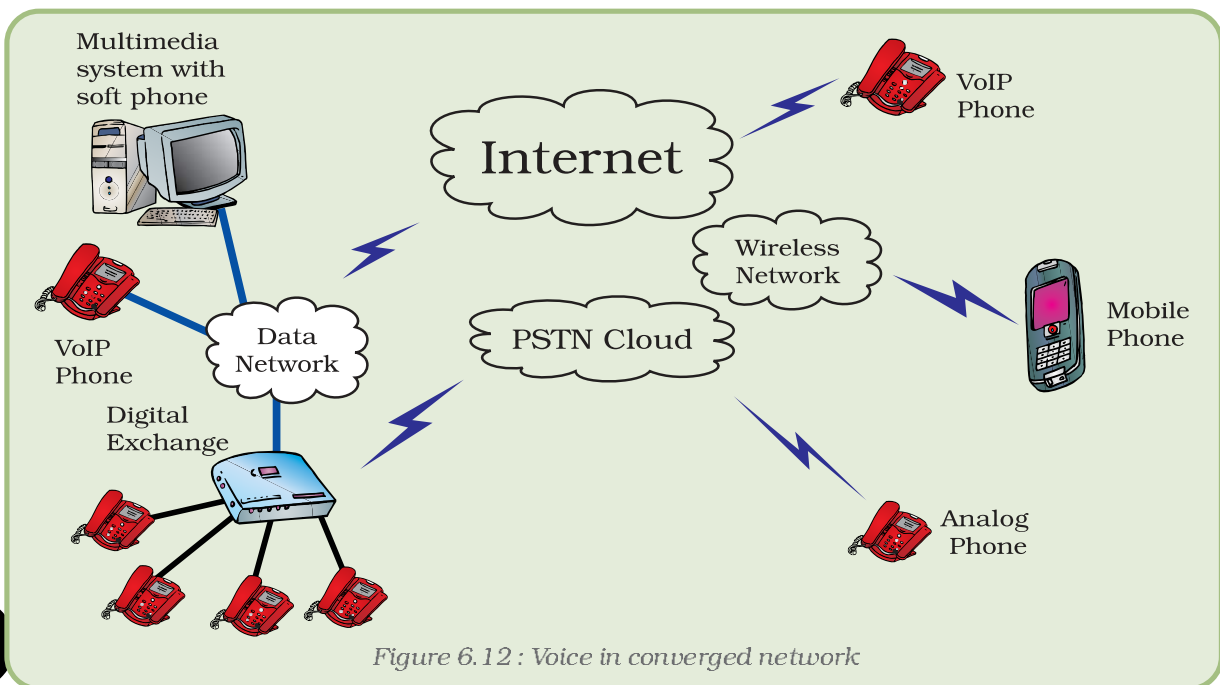 Multimedia
system with
soft phone
Internet
VoIP
Phone
Wireless
Network
Mobile
Phone
VoIP
Phone
Data
Network
PSTN Cloud
Digital
Exchange
Analog
Phone
Figure 6.12 : Voice in converged network